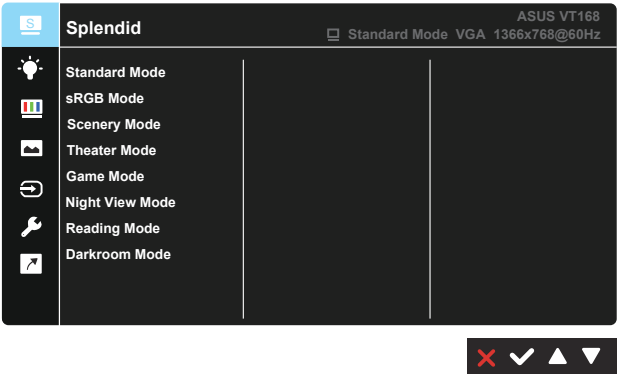 S
Splendid
ASUS VT168
Standard Mode VGA 1366x768@60Hz
Standard Mode
sRGB Mode
Scenery Mode
Theater Mode
Game Mode
Night View Mode
Reading Mode
Darkroom Mode